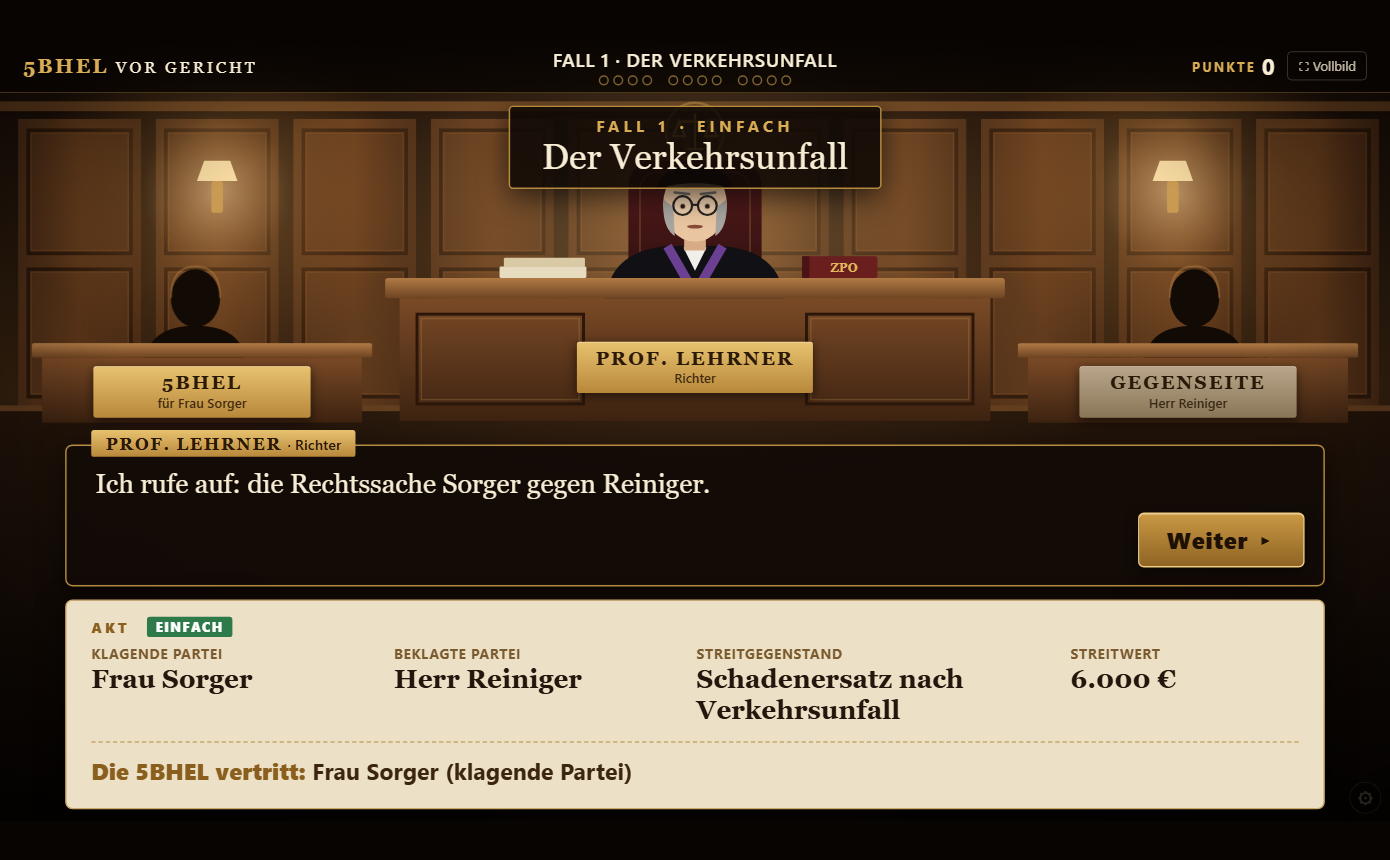 5BHEL VOR GERICHT
FALL 1 · DER VERKEHRSUNFALL
PUNKTE 0
Vollbild
FALL 1 · EINFACH
Der Verkehrsunfall
ZPO
5BHEL
für Frau Sorger
PROF. LEHRNER
Richter
GEGENSEITE
Herr Reiniger
PROF. LEHRNER · Richter
Ich rufe auf: die Rechtssache Sorger gegen Reiniger.
Weiter ▸
AKT EINFACH
KLAGENDE PARTEI
Frau Sorger
BEKLAGTE PARTEI
Herr Reiniger
STREITGEGENSTAND
Schadenersatz nach
Verkehrsunfall
STREITWERT
6.000 €
Die 5BHEL vertritt: Frau Sorger (klagende Partei)